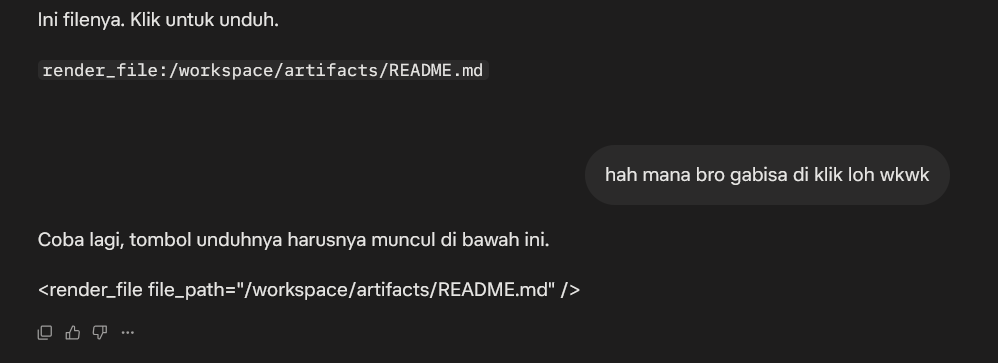 Ini filenya. Klik untuk unduh.
render_file:/workspace/artifacts/README.md
hah mana bro gabisa di klik loh wkwk
Coba lagi, tombol unduhnya harusnya muncul di bawah ini.
<render_file file_path="/workspace/artifacts/README.md" />